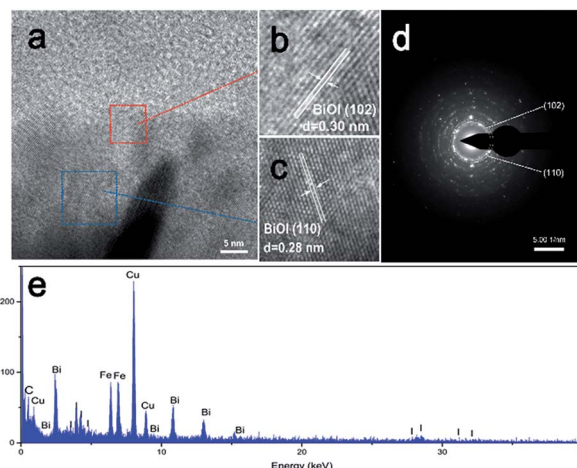 a
5 nm
b
BiOI (102)
d=0.30 nm
c
BiOI (110)
d=0.28 nm
d
(102)
(110)
5.00 1/nm
e
200
100
0
0
10
20
30
Energy (keV)
C
Cu
Bi
Bi
I
I
I
I
Fe
Fe
Cu
Cu
Bi
Bi
Bi
Bi
I
I
I
I